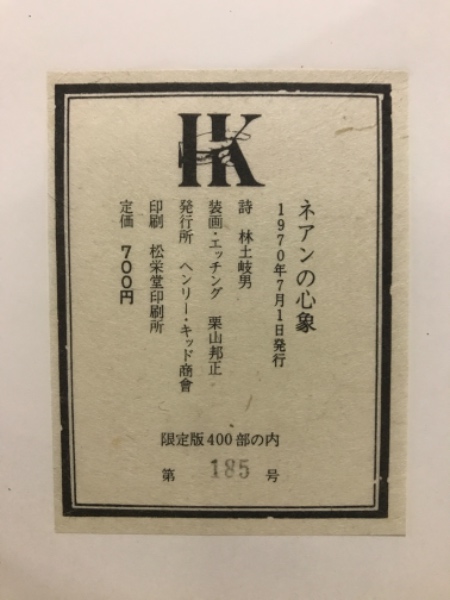 HK
ネアンの心象
1970年7月1日発行
詩 林土岐男
装画・エッチング 栗山邦正
発行所 ヘンリー・キッド商會
印刷 松栄堂印刷所
定価 700円
限定版400部の内
第 185 号